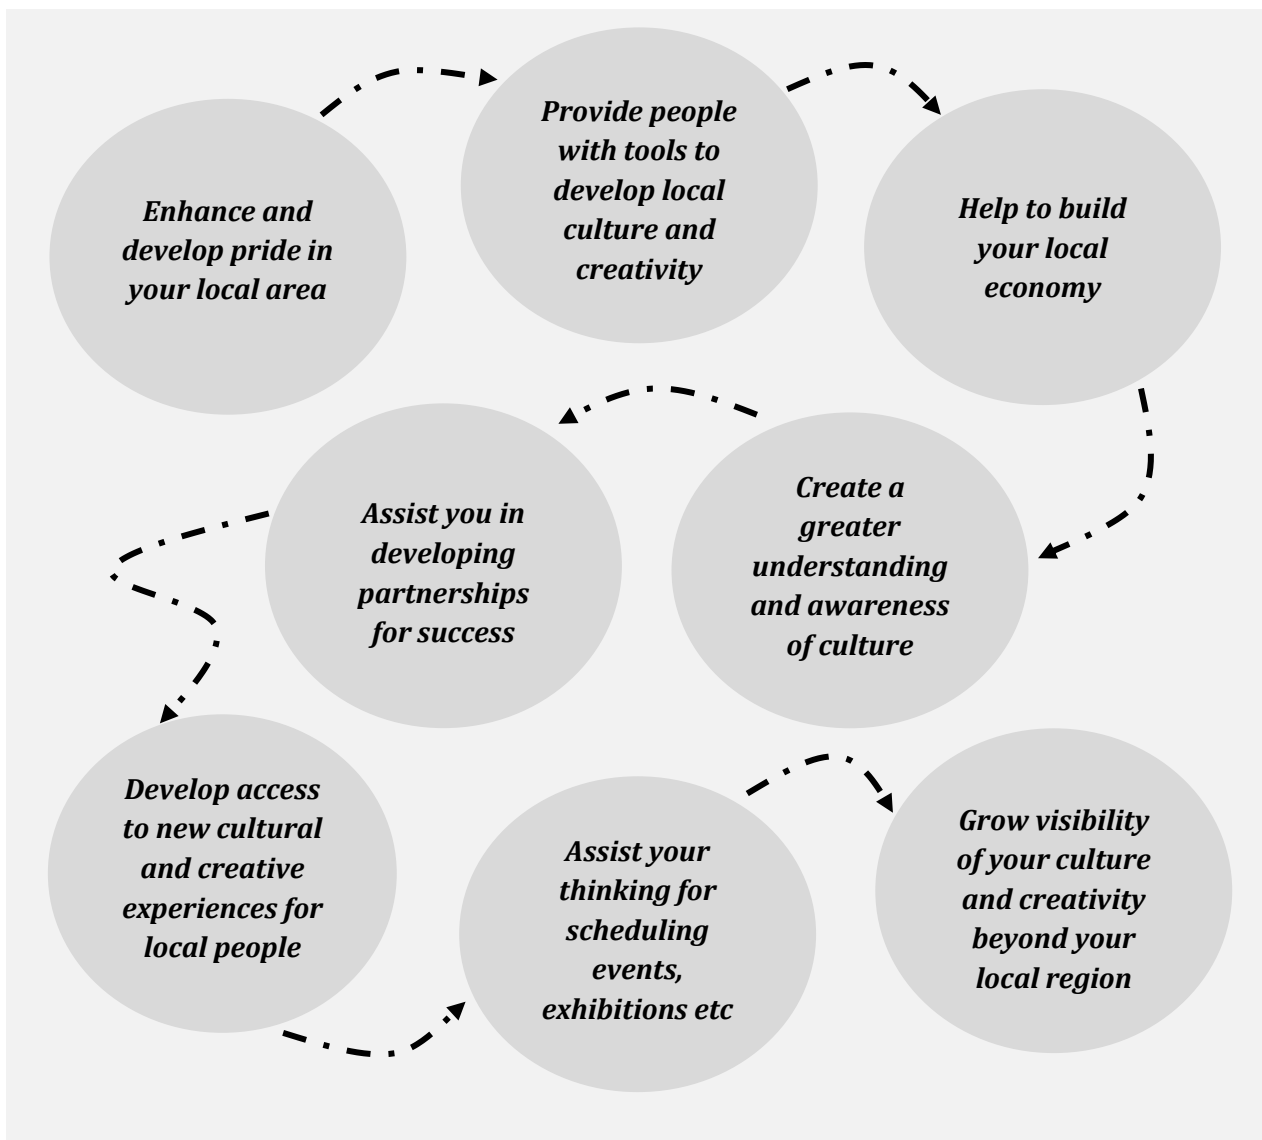 Enhance and
develop pride in
your local area
Provide people
with tools to
develop local
culture and
creativity
Help to build
your local
economy
Create a
greater
understanding
and awareness
of culture
Assist you in
developing
partnerships
for success
Develop access
to new cultural
and creative
experiences for
local people
Assist your
thinking for
scheduling
events,
exhibitions etc
Grow visibility
of your culture
and creativity
beyond your
local region